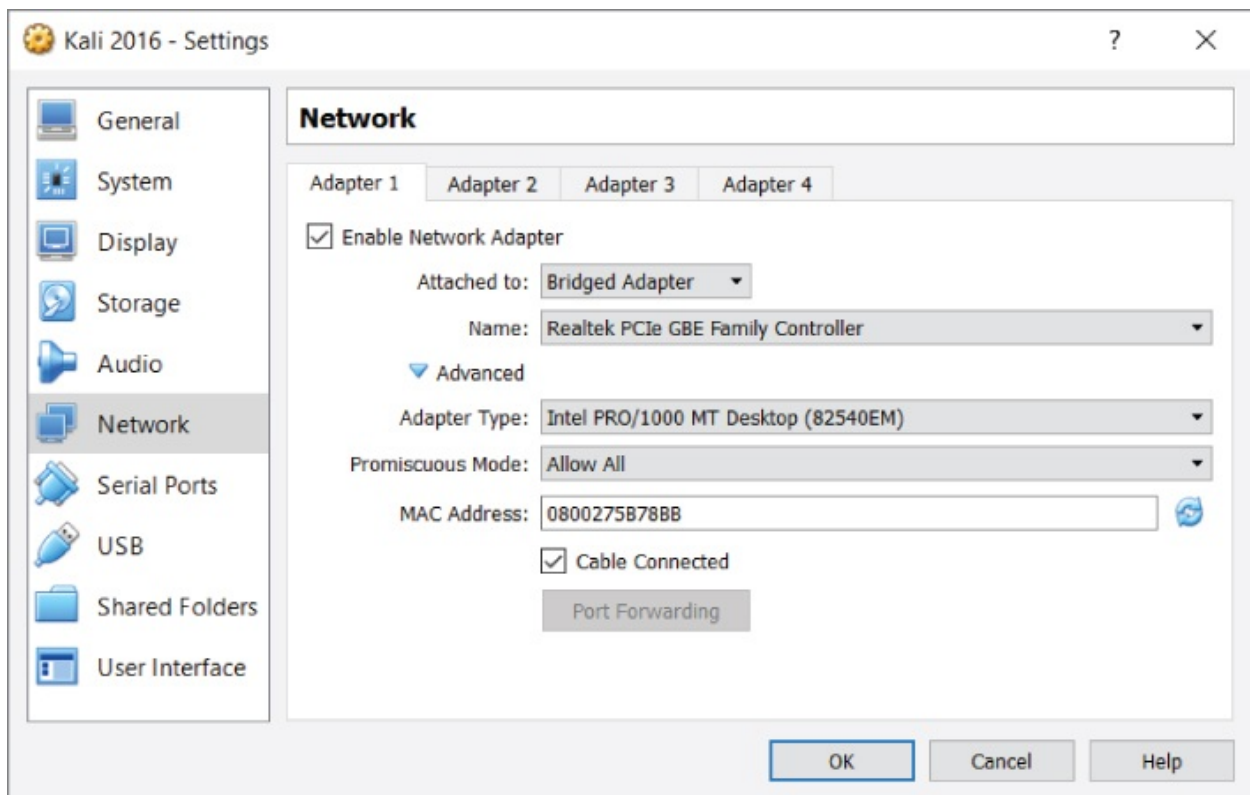 Kali 2016 - Settings
?
General
System
Display
Storage
Audio
Network
Serial Ports
USB
Shared Folders
User Interface
Network
Adapter 1 Adapter 2 Adapter 3 Adapter 4
Enable Network Adapter
Attached to: Bridged Adapter
Name: Realtek PCIe GBE Family Controller
Advanced
Adapter Type: Intel PRO/1000 MT Desktop (82540EM)
Promiscuous Mode: Allow All
MAC Address: 0800275B78BB
Cable Connected
Port Forwarding
OK Cancel Help